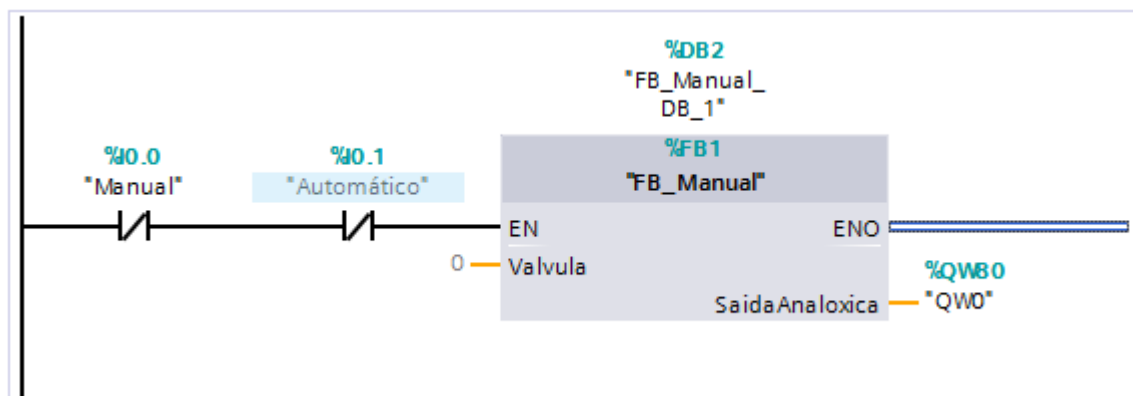 %DB2
"FB_Manual_
DB_1"
%I0.0
"Manual"
%I0.1
"Automático"
%FB1
"FB_Manual"
EN
ENO
0
Valvula
%QW80
"QW0"
SaidaAnaloxica